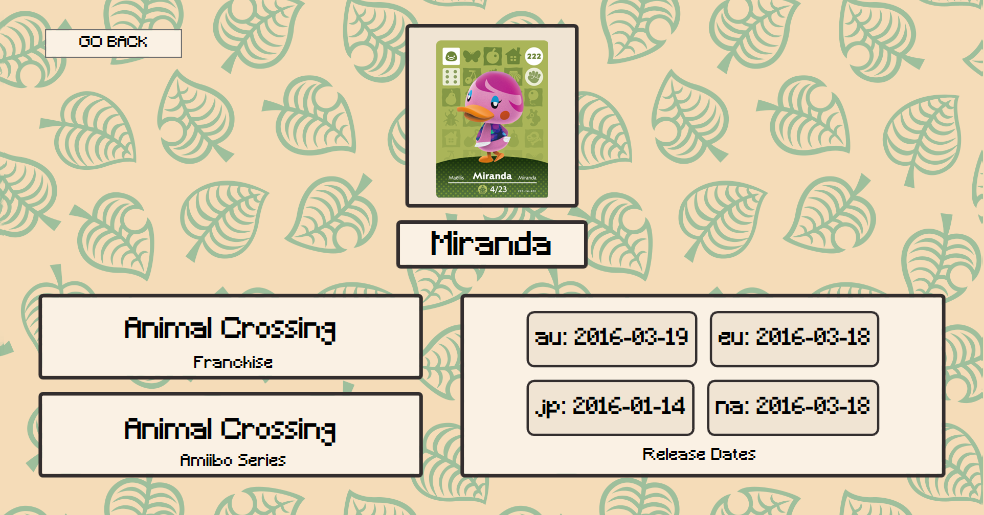 GO BACK
222
Miranda
4/23
Miranda
Animal Crossing
Franchise
Animal Crossing
Amiibo Series
au: 2016-03-19
eu: 2016-03-18
jp: 2016-01-14
na: 2016-03-18
Release Dates